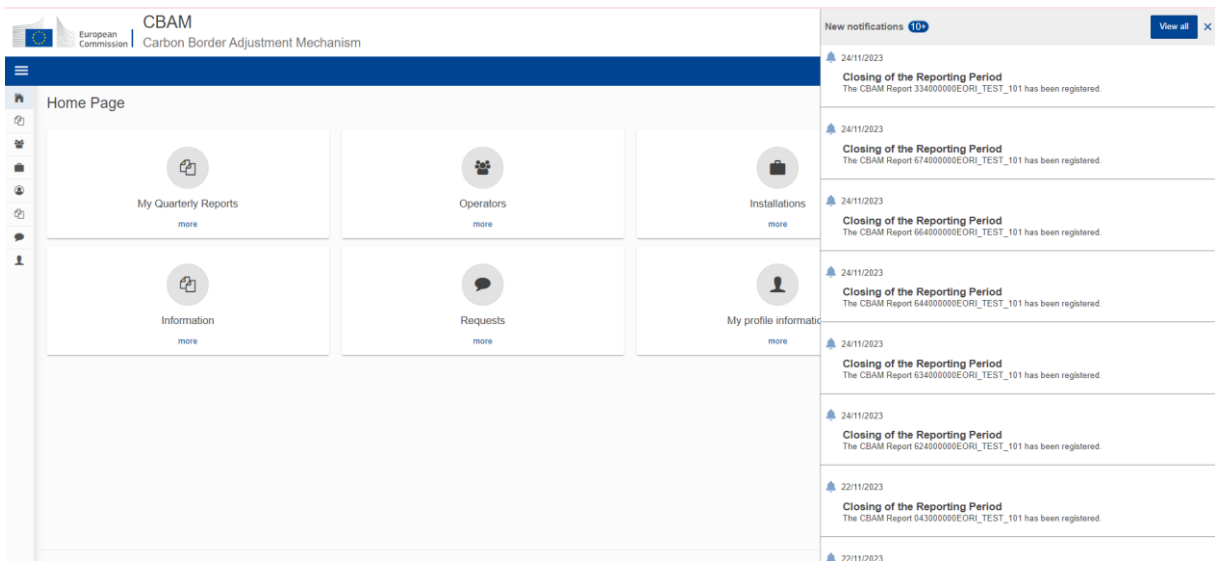 European
Commission
CBAM
Carbon Border Adjustment Mechanism
Home Page
My Quarterly Reports
more
Operators
more
Installations
more
Information
more
Requests
more
My profile informatic
more
New notifications 10+
View all
24/11/2023
Closing of the Reporting Period
The CBAM Report 334000000EORI_TEST_101 has been registered.
24/11/2023
Closing of the Reporting Period
The CBAM Report 674000000EORI_TEST_101 has been registered.
24/11/2023
Closing of the Reporting Period
The CBAM Report 664000000EORI_TEST_101 has been registered.
24/11/2023
Closing of the Reporting Period
The CBAM Report 644000000EORI_TEST_101 has been registered.
24/11/2023
Closing of the Reporting Period
The CBAM Report 634000000EORI_TEST_101 has been registered.
24/11/2023
Closing of the Reporting Period
The CBAM Report 624000000EORI_TEST_101 has been registered.
22/11/2023
Closing of the Reporting Period
The CBAM Report 043000000EORI_TEST_101 has been registered.
22/11/2023